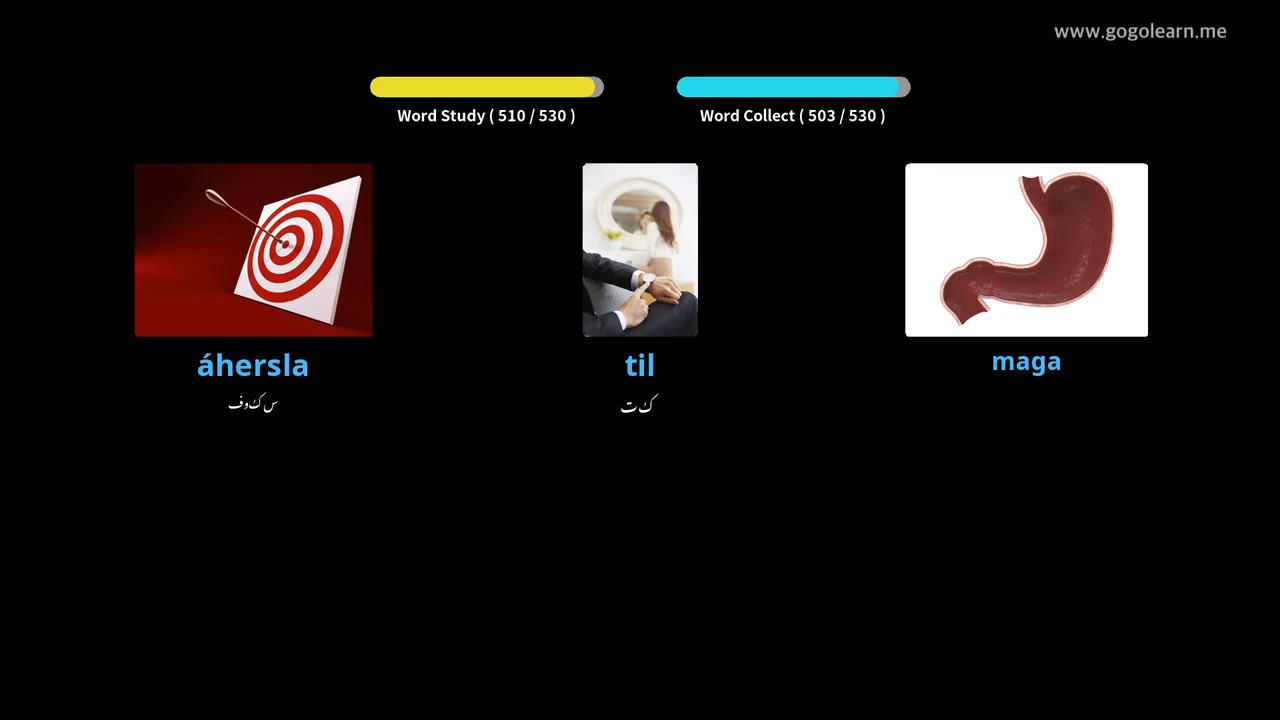 www.gogolearn.me
Word Study ( 510 / 530 )
Word Collect ( 503 / 530 )
áhersla
til
maga
س ک و ف
ک ت